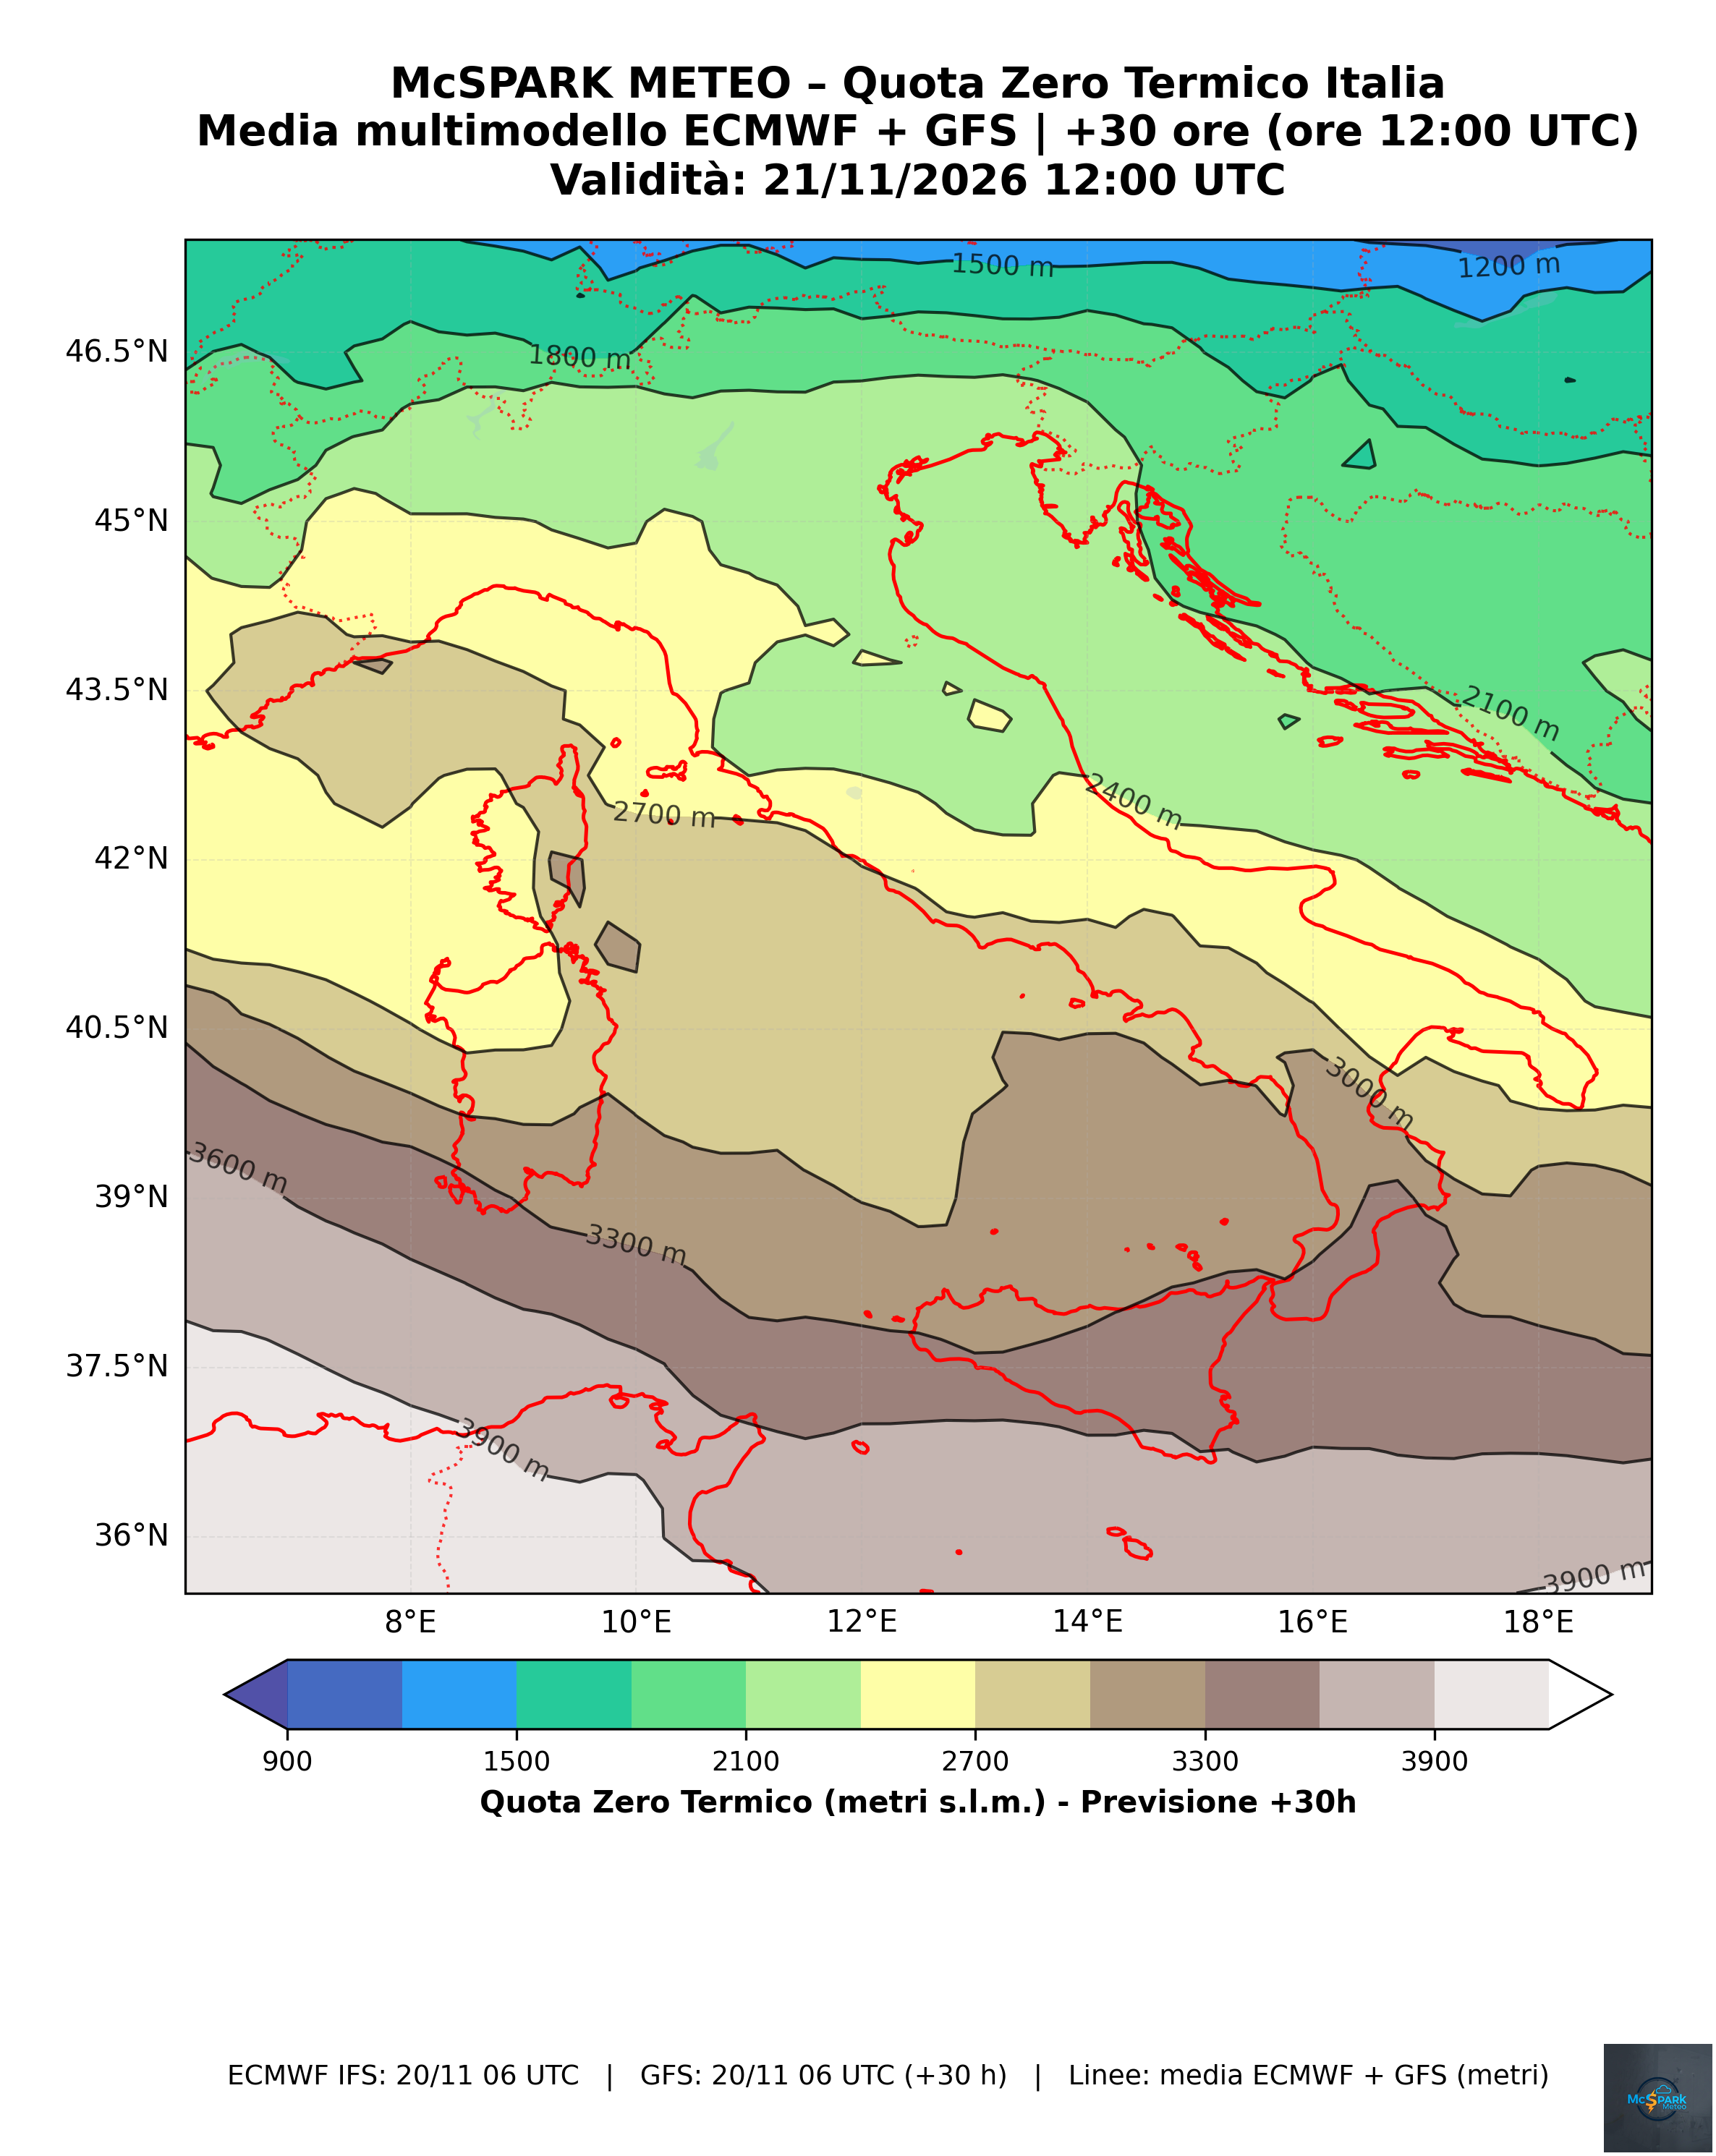 McSPARK METEO – Quota Zero Termico Italia
Media multimodello ECMWF + GFS | +30 ore (ore 12:00 UTC)
Validità: 21/11/2026 12:00 UTC
1500 m
1200 m
46.5°N
1800 m
45°N
43.5°N
2100 m
2400 m
2700 m
42°N
40.5°N
3000 m
3600 m
39°N
3300 m
37.5°N
3900 m
36°N
3900 m
8°E 10°E 12°E 14°E 16°E 18°E
900 1500 2100 2700 3300 3900
Quota Zero Termico (metri s.l.m.) - Previsione +30h
ECMWF IFS: 20/11 06 UTC | GFS: 20/11 06 UTC (+30 h) | Linee: media ECMWF + GFS (metri)
McSPARK
Meteo